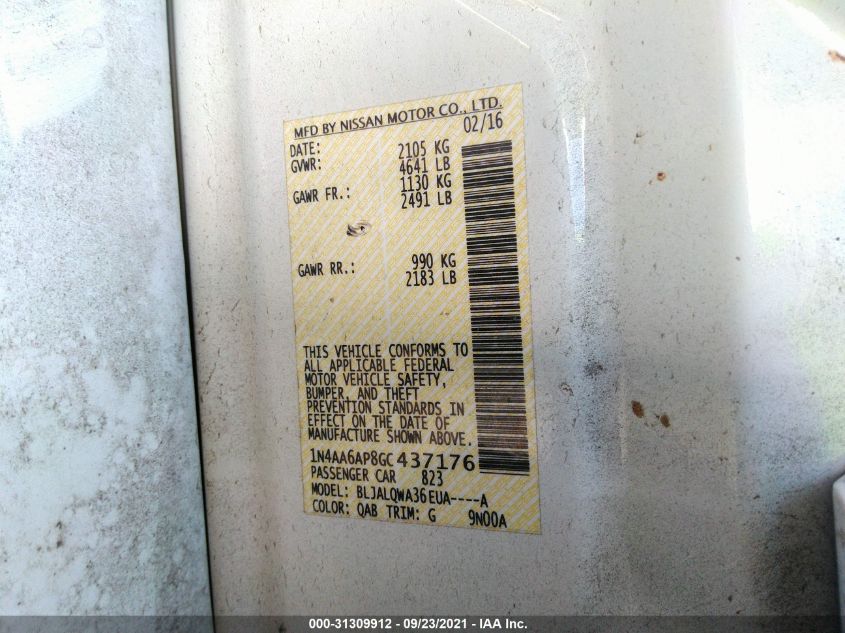 MFD BY NISSAN MOTOR CO., LTD.
DATE: 02/16
GVWR: 2105 KG
4641 LB
GAWR FR.: 1130 KG
2491 LB
GAWR RR.: 990 KG
2183 LB
THIS VEHICLE CONFORMS TO
ALL APPLICABLE FEDERAL
MOTOR VEHICLE SAFETY,
BUMPER, AND THEFT
PREVENTION STANDARDS IN
EFFECT ON THE DATE OF
MANUFACTURE SHOWN ABOVE.
1N4AA6AP8GC437176
PASSENGER CAR 823
MODEL: BLJALQWA36EUA----A
COLOR: QAB TRIM: G 9N00A
000-31309912 - 09/23/2021 - IAA Inc.